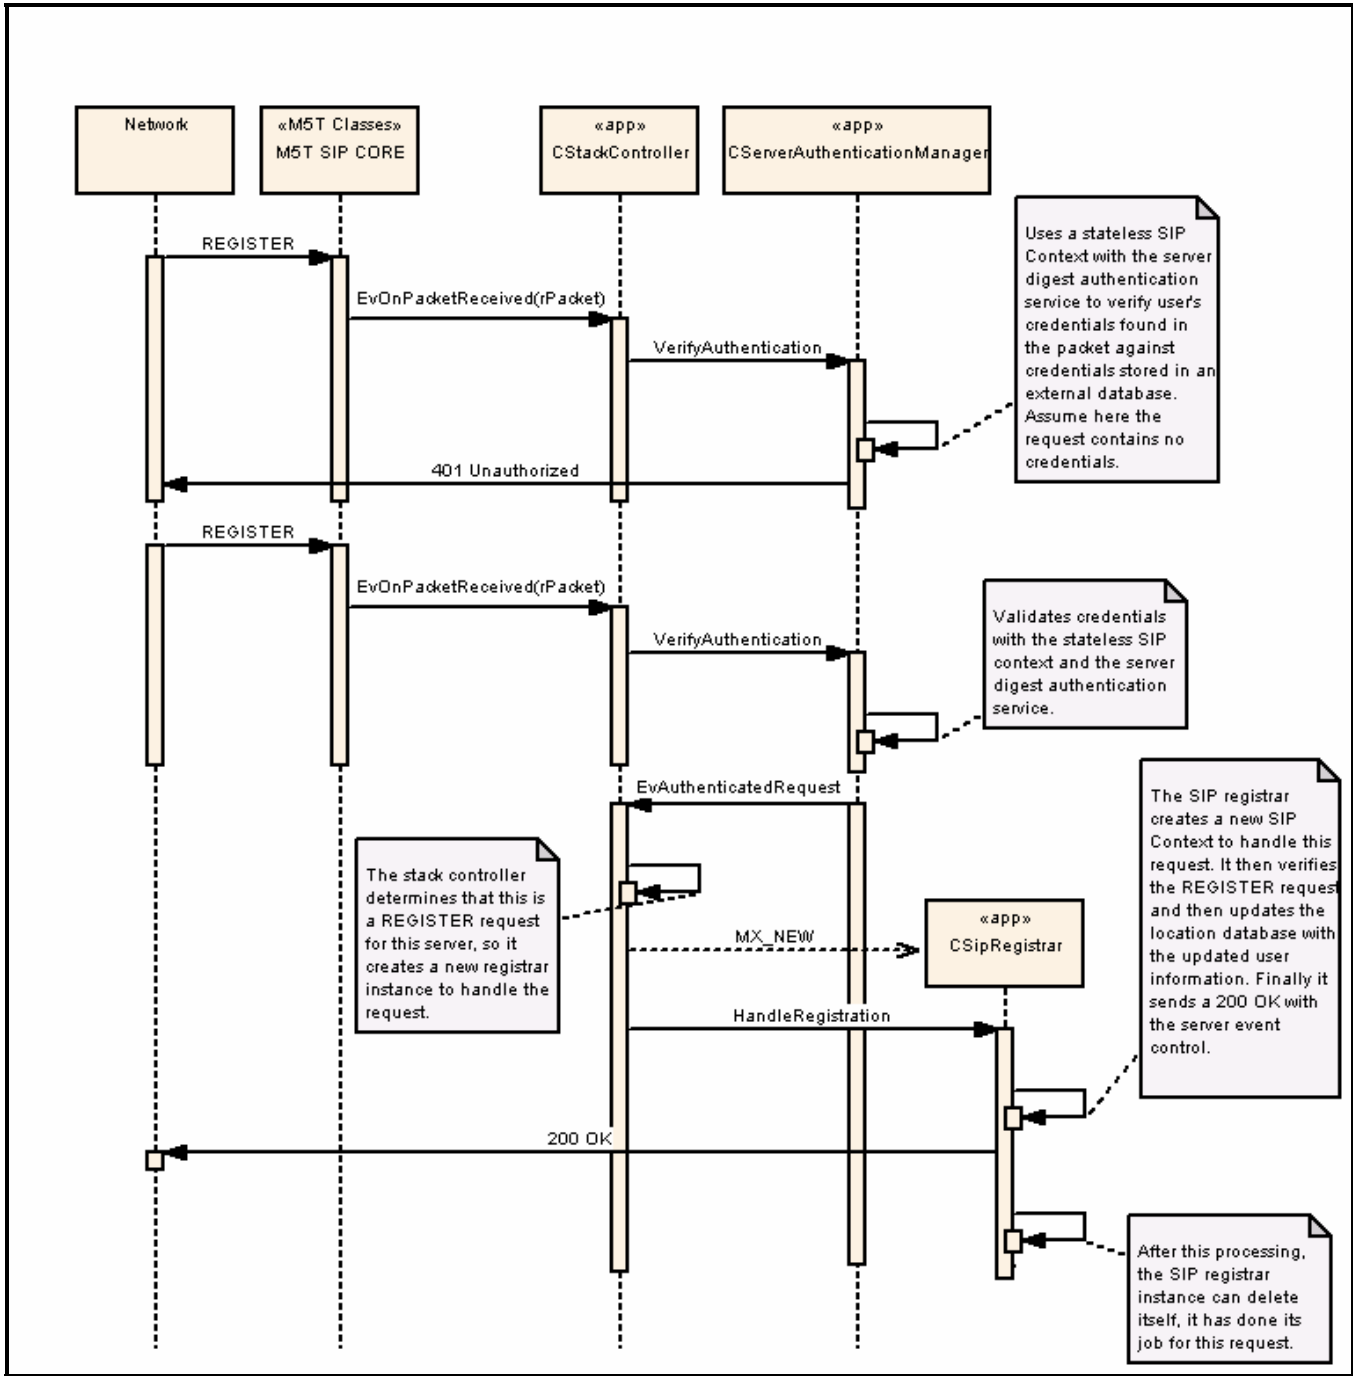 Network
«M5T Classes»
M5T SIP CORE
«app»
CStackController
«app»
CServerAuthenticationManager
Uses a stateless SIP
Context with the server
digest authentication
service to verify user's
credentials found in
the packet against
credentials stored in an
external database.
Assume here the
request contains no
credentials.
REGISTER
EvOnPacketReceived(rPacket)
VerifyAuthentication
401 Unauthorized
REGISTER
EvOnPacketReceived(rPacket)
VerifyAuthentication
Validates credentials
with the stateless SIP
context and the server
digest authentication
service.
EvAuthenticatedRequest
The stack controller
determines that this is
a REGISTER request
for this server, so it
creates a new registrar
instance to handle the
request.
MX_NEW
«app»
CSipRegistrar
The SIP registrar
creates a new SIP
Context to handle this
request. It then verifies
the REGISTER request
and then updates the
location database with
the updated user
information. Finally it
sends a 200 OK with
the server event
control.
HandleRegistration
200 OK
After this processing,
the SIP registrar
instance can delete
itself, it has done its
job for this request.